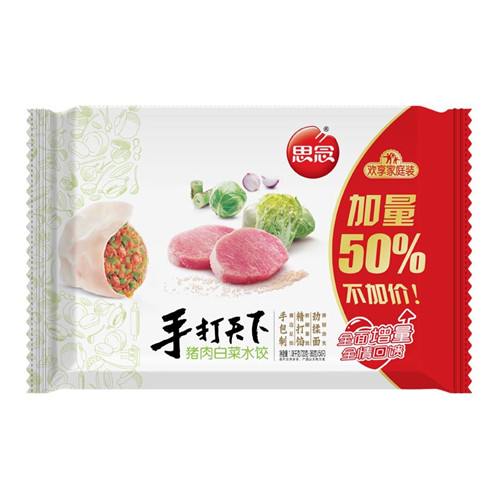 思念
®
欢享家庭装
加量
50%
不加价!
全面增量
全情回馈
手打天下
猪肉白菜水饺
手包制
精打馅
劲揉面